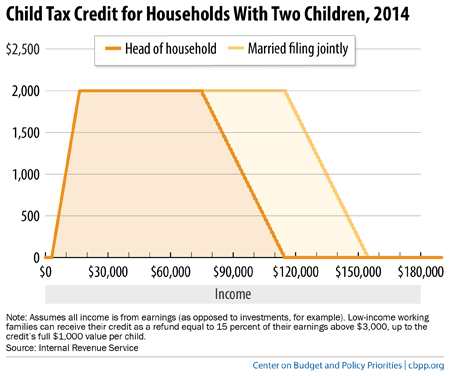 Child Tax Credit for Households With Two Children, 2014
$2,500
Head of household
Married filing jointly
2,000
1,500
1,000
500
0
$0
$30,000
$60,000
$90,000
$120,000
$150,000
$180,000
Income
Note: Assumes all income is from earnings (as opposed to investments, for example). Low-income working
families can receive their credit as a refund equal to 15 percent of their earnings above $3,000, up to the
credit's full $1,000 value per child.
Source: Internal Revenue Service
Center on Budget and Policy Priorities | cbpp.org